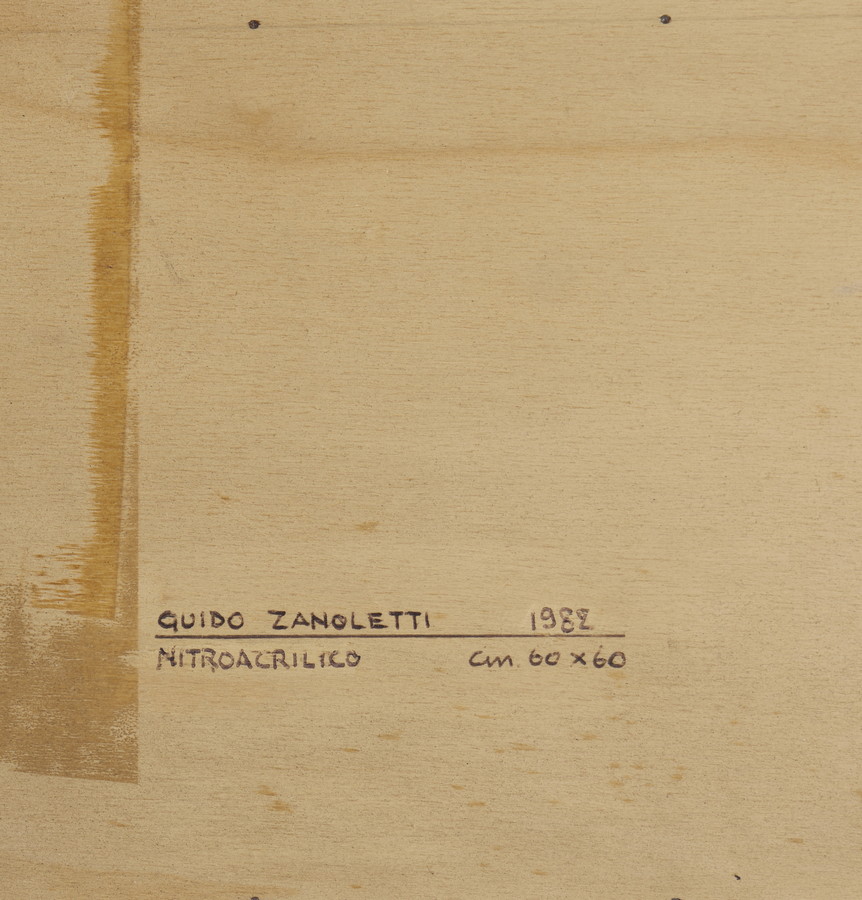 GUIDO ZANOLETTI 1982
NITROACRILICO cm. 60 x 60